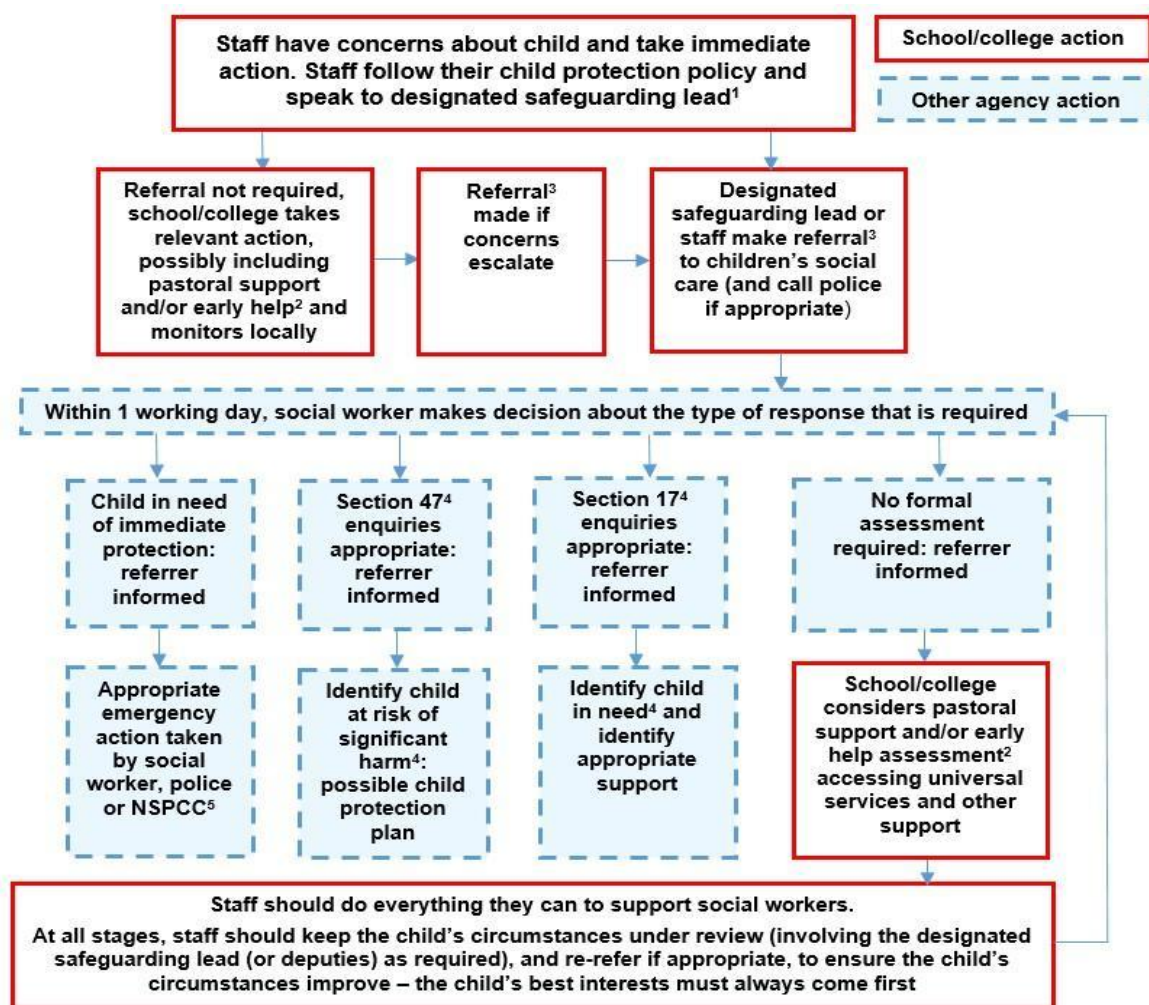 Staff have concerns about child and take immediate
action. Staff follow their child protection policy and
speak to designated safeguarding lead¹
School/college action
Other agency action
Referral not required,
school/college takes
relevant action,
possibly including
pastoral support
and/or early help² and
monitors locally
Referral³
made if
concerns
escalate
Designated
safeguarding lead or
staff make referral³
to children's social
care (and call police
if appropriate)
Within 1 working day, social worker makes decision about the type of response that is required
Child in need
of immediate
protection:
referrer
informed
Section 47⁴
enquiries
appropriate:
referrer
informed
Section 17⁴
enquiries
appropriate:
referrer
informed
No formal
assessment
required: referrer
informed
Appropriate
emergency
action taken
by social
worker, police
or NSPCC⁵
Identify child
at risk of
significant
harm⁴:
possible child
protection
plan
Identify child
in need⁴ and
identify
appropriate
support
School/college
considers pastoral
support and/or early
help assessment²
accessing universal
services and other
support
Staff should do everything they can to support social workers.
At all stages, staff should keep the child's circumstances under review (involving the designated
safeguarding lead (or deputies) as required), and re-refer if appropriate, to ensure the child's
circumstances improve – the child's best interests must always come first